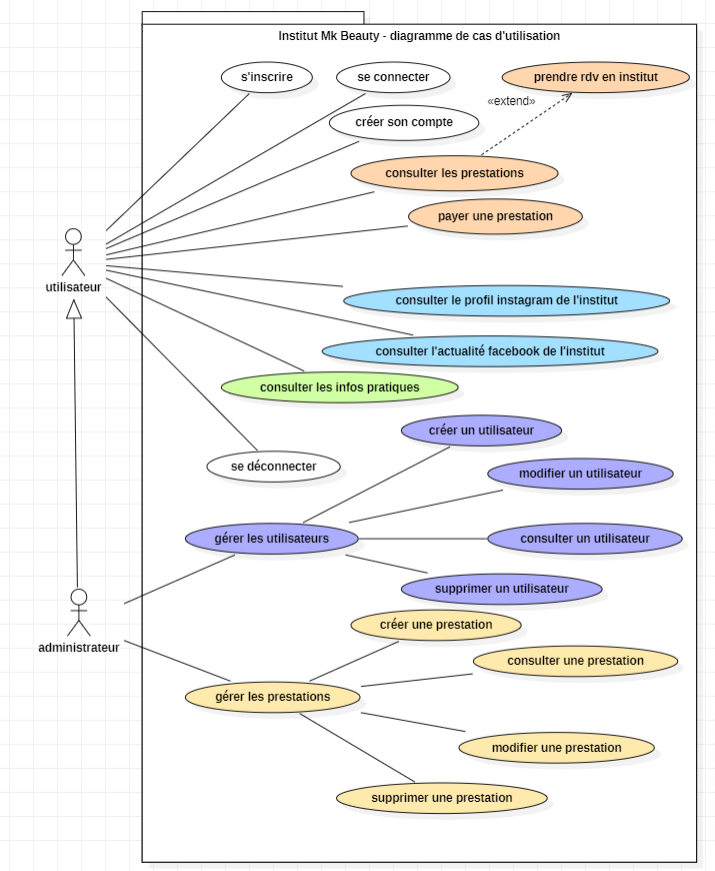 Institut Mk Beauty - diagramme de cas d'utilisation
s'inscrire
se connecter
prendre rdv en institut
«extend»
créer son compte
consulter les prestations
payer une prestation
utilisateur
consulter le profil instagram de l'institut
consulter l'actualité facebook de l'institut
consulter les infos pratiques
créer un utilisateur
se déconnecter
modifier un utilisateur
gérer les utilisateurs
consulter un utilisateur
supprimer un utilisateur
créer une prestation
administrateur
consulter une prestation
gérer les prestations
modifier une prestation
supprimer une prestation